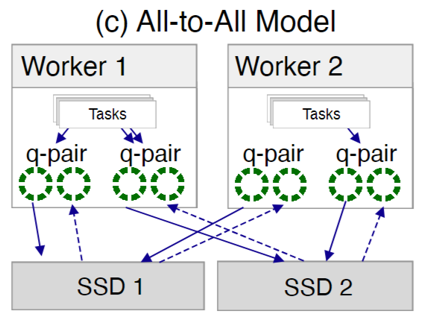 (c) All-to-All Model
Worker 1
Worker 2
Tasks
Tasks
q-pair
q-pair
q-pair
q-pair
SSD 1
SSD 2